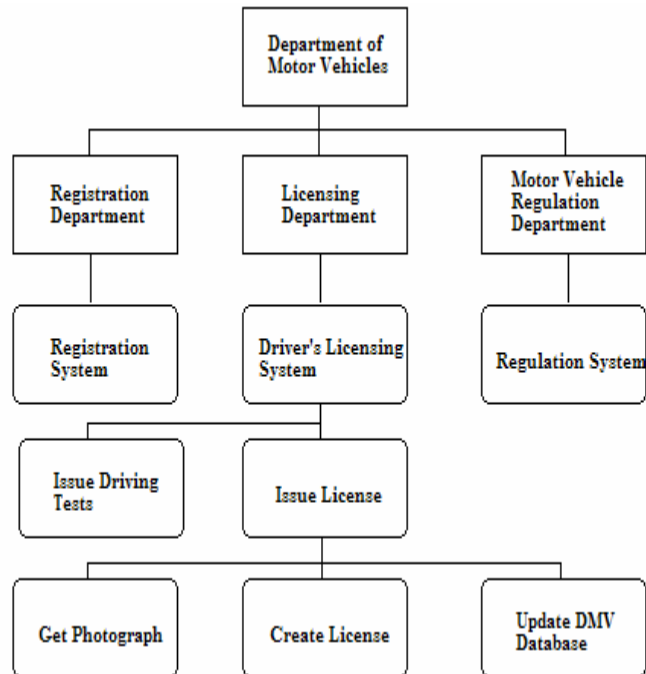 Department of
Motor Vehicles
Registration
Department
Licensing
Department
Motor Vehicle
Regulation
Department
Registration
System
Driver's Licensing
System
Regulation System
Issue Driving
Tests
Issue License
Get Photograph
Create License
Update DMV
Database